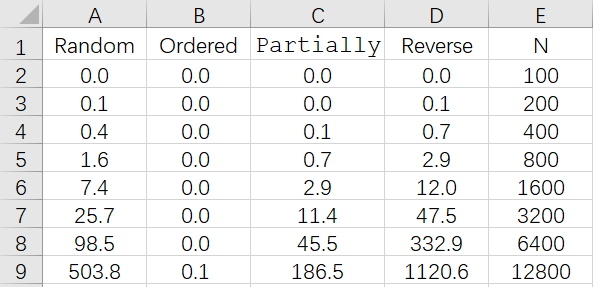 A B C D E
1 Random Ordered Partially Reverse N
2 0.0 0.0 0.0 0.0 100
3 0.1 0.0 0.0 0.1 200
4 0.4 0.0 0.1 0.7 400
5 1.6 0.0 0.7 2.9 800
6 7.4 0.0 2.9 12.0 1600
7 25.7 0.0 11.4 47.5 3200
8 98.5 0.0 45.5 332.9 6400
9 503.8 0.1 186.5 1120.6 12800